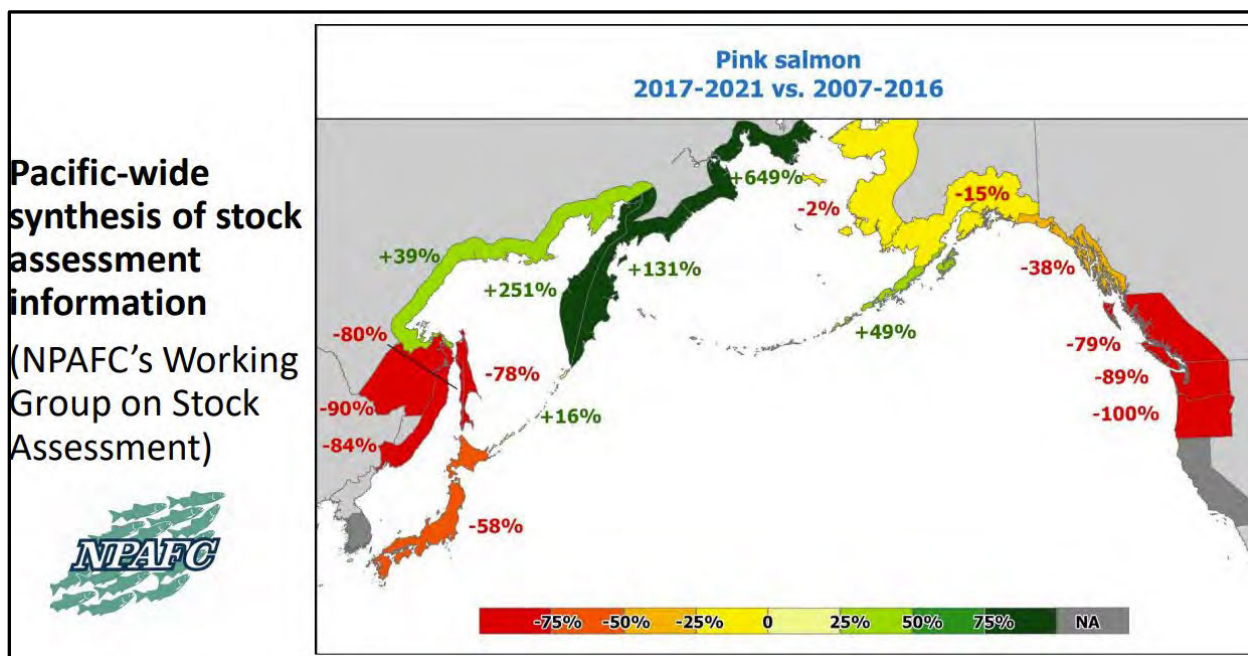 Pacific-wide
synthesis of stock
assessment
information
(NPAFC's Working
Group on Stock
Assessment)
NPAFC
Pink salmon
2017-2021 vs. 2007-2016
+649%
-2%
-15%
+39%
+131%
+251%
-38%
+49%
-80%
-78%
-79%
-89%
-90%
+16%
-100%
-84%
-58%
-75%
-50%
-25%
0
25%
50%
75%
NA